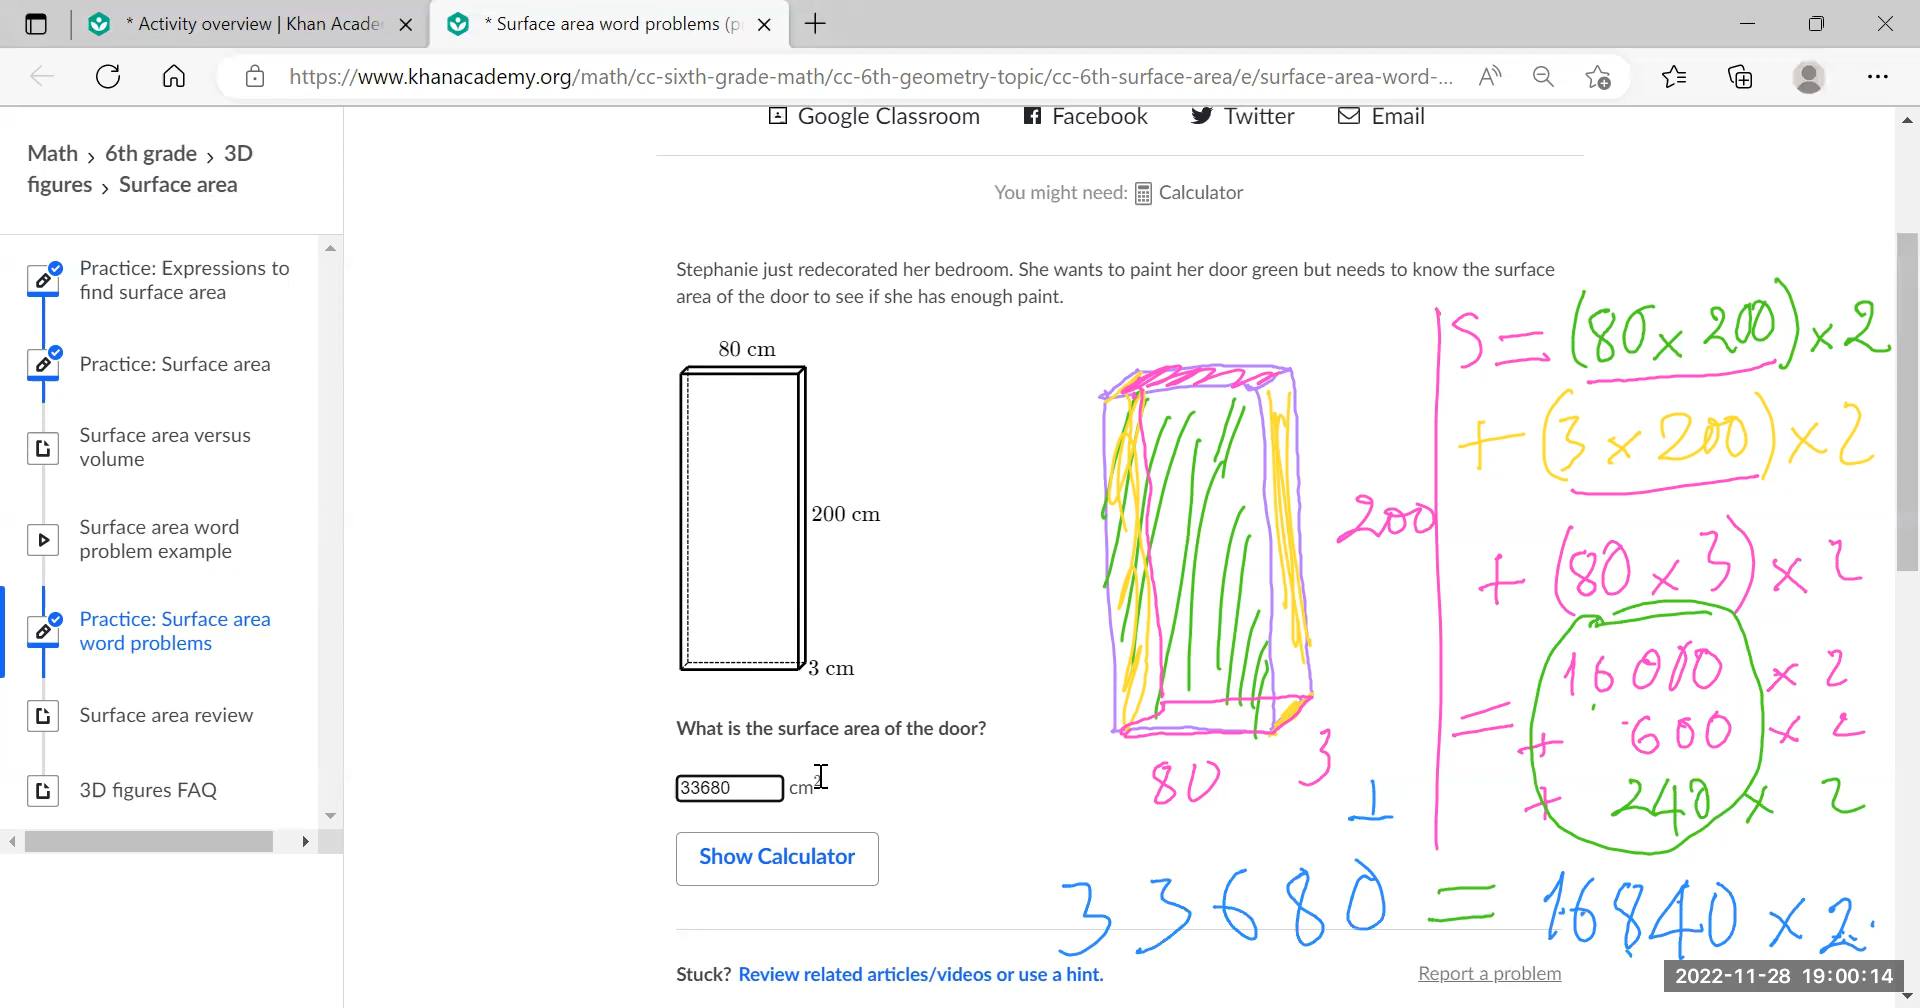 * Activity overview | Khan Acade
* Surface area word problems (p
https://www.khanacademy.org/math/cc-sixth-grade-math/cc-6th-geometry-topic/cc-6th-surface-area/e/surface-area-word-...
Math › 6th grade › 3D
figures › Surface area
Practice: Expressions to
find surface area
Practice: Surface area
Surface area versus
volume
Surface area word
problem example
Practice: Surface area
word problems
Surface area review
3D figures FAQ
Google Classroom Facebook Twitter Email
You might need: Calculator
Stephanie just redecorated her bedroom. She wants to paint her door green but needs to know the surface
area of the door to see if she has enough paint.
80 cm
200 cm
3 cm
What is the surface area of the door?
33680 cm²
Show Calculator
Stuck? Review related articles/videos or use a hint.
Report a problem
200
80
3
1
S = (80 x 200) x 2
+ (3 x 200) x 2
+ (80 x 3) x 2
= 16000 x 2
+ 600 x 2
+ 240 x 2
33680 = 16840 x 2
2022-11-28 19:00:14